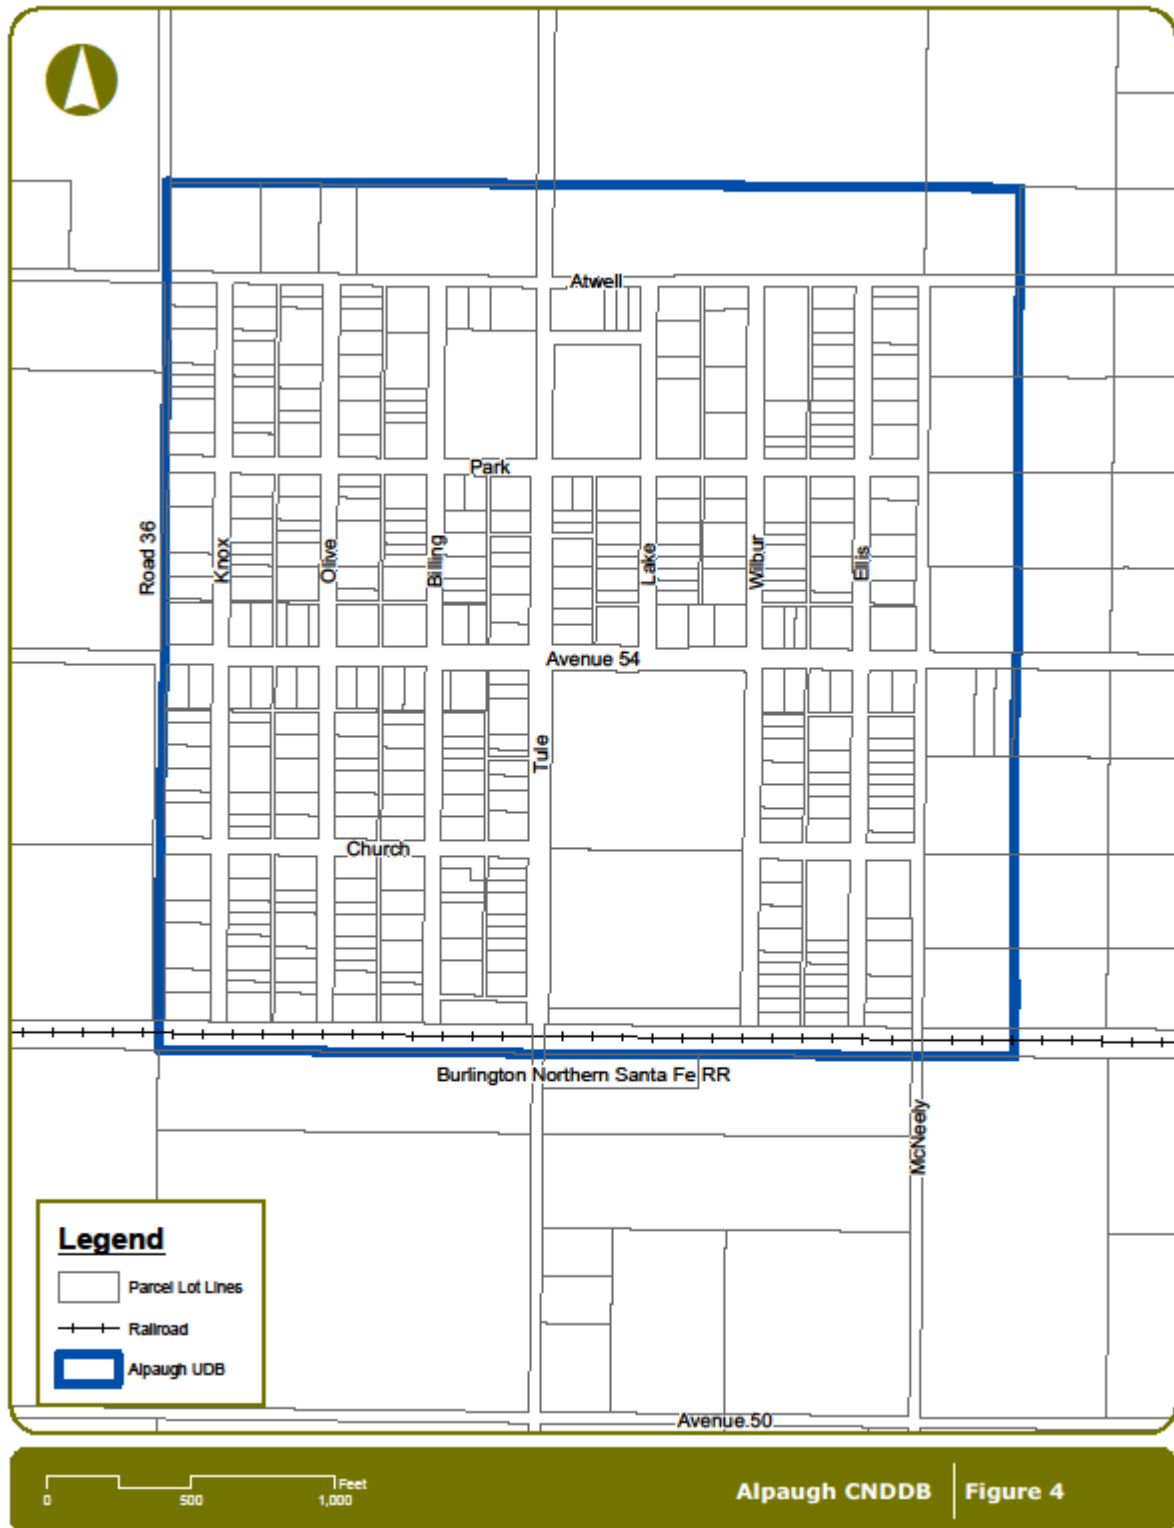 Atwell
Park
Road 36
Knox
Olive
Billing
Lake
Wilbur
Ellis
Avenue 54
Tule
Church
Burlington Northern Santa Fe RR
McNeely
Legend
Parcel Lot Lines
Railroad
Alpaugh UDB
Avenue 50
Feet
0 500 1,000
Alpaugh CNDDB Figure 4